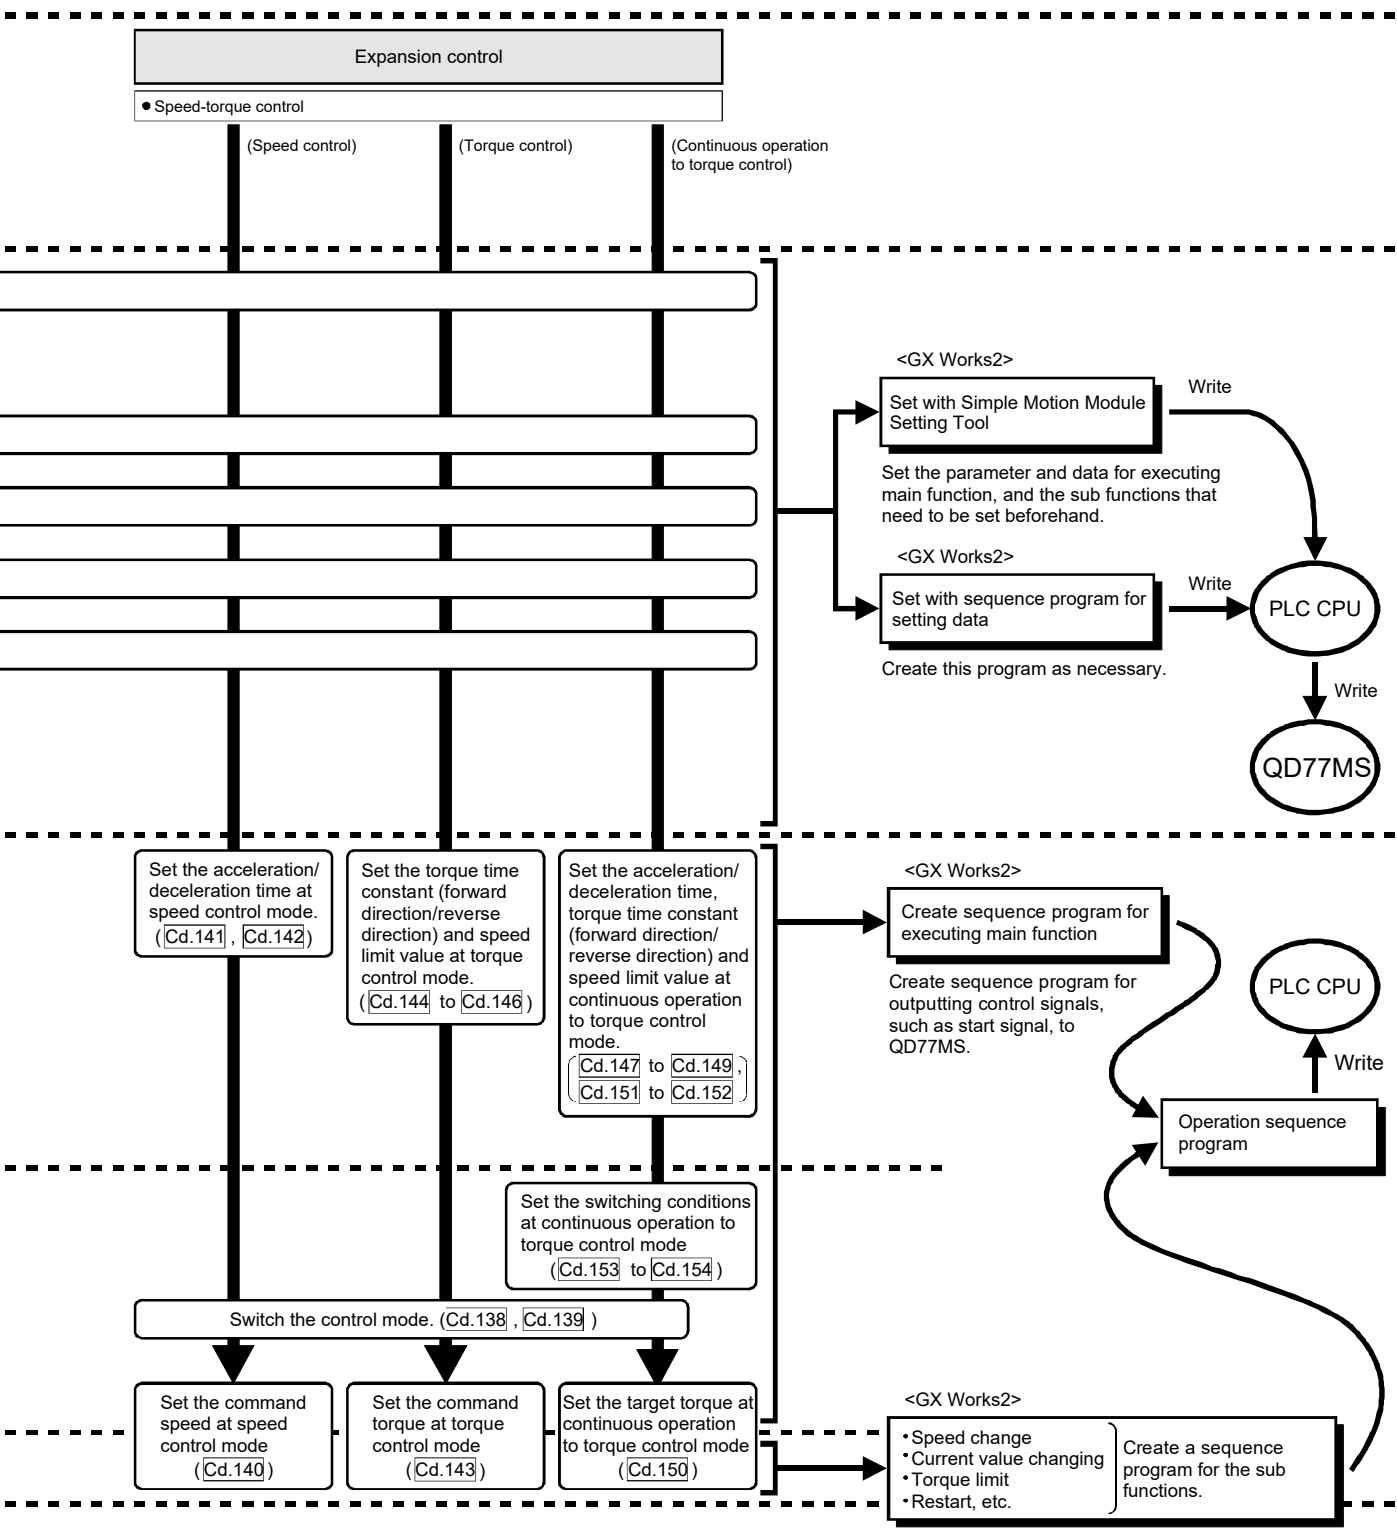 Expansion control
● Speed-torque control
(Speed control)
(Torque control)
(Continuous operation
to torque control)
<GX Works2>
Set with Simple Motion Module
Setting Tool
Write
Set the parameter and data for executing
main function, and the sub functions that
need to be set beforehand.
<GX Works2>
Set with sequence program for
setting data
Write
PLC CPU
Create this program as necessary.
Write
QD77MS
Set the acceleration/
deceleration time at
speed control mode.
(Cd.141 , Cd.142)
Set the torque time
constant (forward
direction/reverse
direction) and speed
limit value at torque
control mode.
(Cd.144 to Cd.146)
Set the acceleration/
deceleration time,
torque time constant
(forward direction/
reverse direction) and
speed limit value at
continuous operation
to torque control
mode.
(Cd.147 to Cd.149 ,
Cd.151 to Cd.152)
<GX Works2>
Create sequence program for
executing main function
Create sequence program for
outputting control signals,
such as start signal, to
QD77MS.
PLC CPU
Write
Operation sequence
program
Set the switching conditions
at continuous operation to
torque control mode
(Cd.153 to Cd.154)
Switch the control mode. (Cd.138 , Cd.139 )
Set the command
speed at speed
control mode
(Cd.140)
Set the command
torque at torque
control mode
(Cd.143)
Set the target torque at
continuous operation
to torque control mode
(Cd.150)
<GX Works2>
•Speed change
•Current value changing
•Torque limit
•Restart, etc.
Create a sequence
program for the sub
functions.